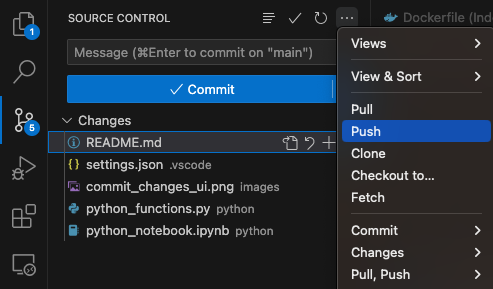 SOURCE CONTROL
Dockerfile (Ind
1
Message (⌘Enter to commit on "main")
Commit
5
Changes
README.md
settings.json .vscode
commit_changes_ui.png images
python_functions.py python
python_notebook.ipynb python
Views
View & Sort
Pull
Push
Clone
Checkout to...
Fetch
Commit
Changes
Pull, Push